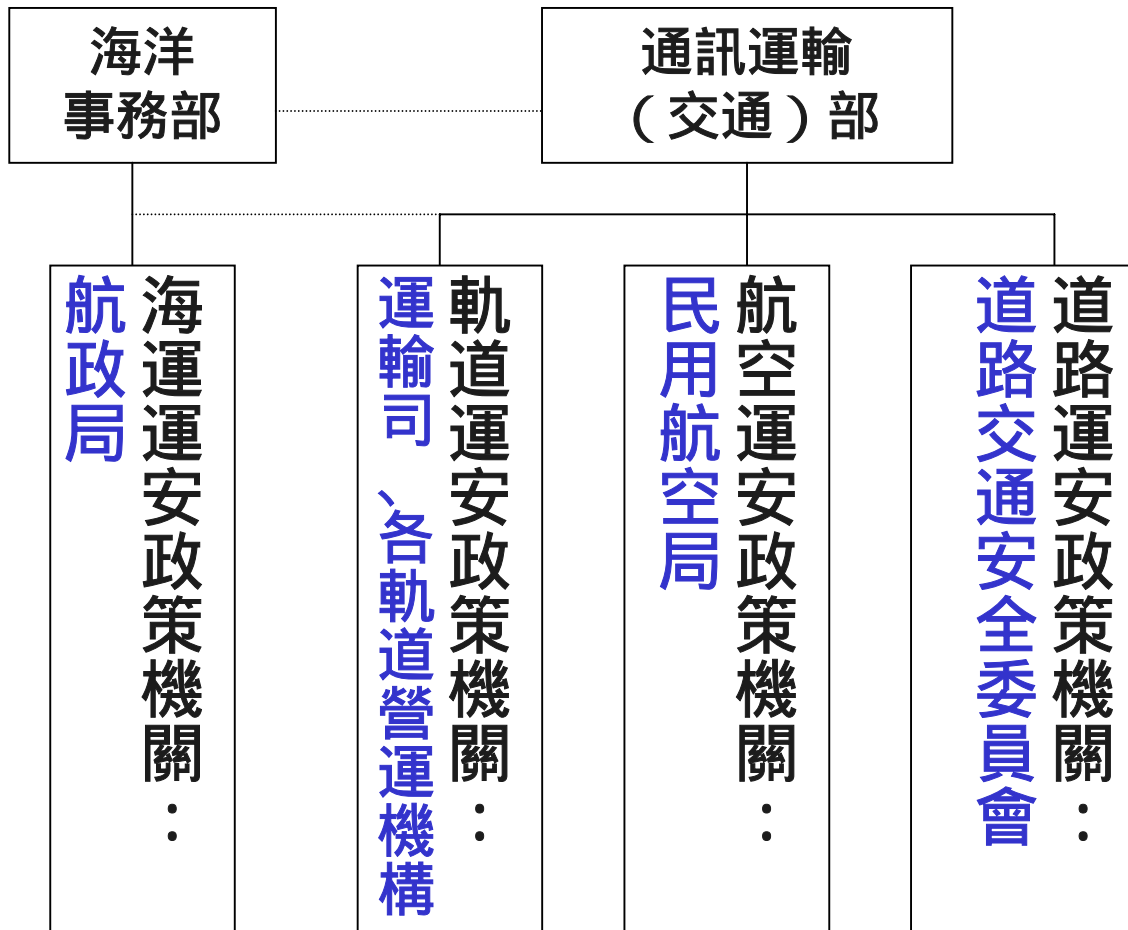 海洋
事務部
通訊運輸
（交通）部
海運運安政策機關：
航政局
軌道運安政策機關：
運輸司、各軌道營運機構
航空運安政策機關：
民用航空局
道路運安政策機關：
道路交通安全委員會